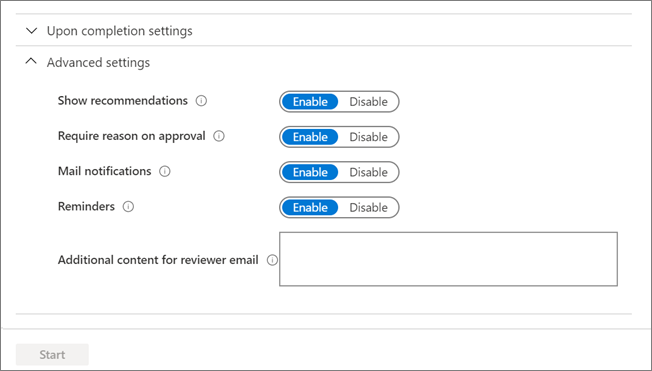 Upon completion settings
Advanced settings
Show recommendations Enable Disable
Require reason on approval Enable Disable
Mail notifications Enable Disable
Reminders Enable Disable
Additional content for reviewer email
Start